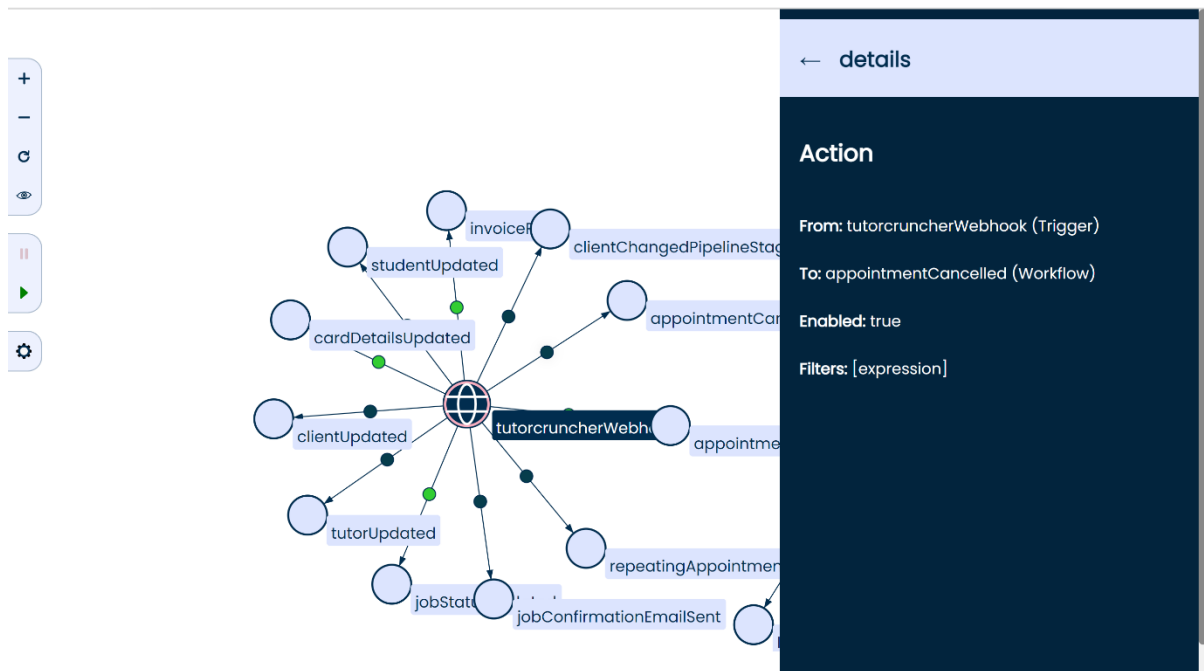 ← details
Action
From: tutorcruncherWebhook (Trigger)
To: appointmentCancelled (Workflow)
Enabled: true
Filters: [expression]
clientChangedPipelineStag
studentUpdated
cardDetailsUpdated
tutorcruncherWebh
clientUpdated
appointme
tutorUpdated
repeatingAppointmen
jobConfirmationEmailSent